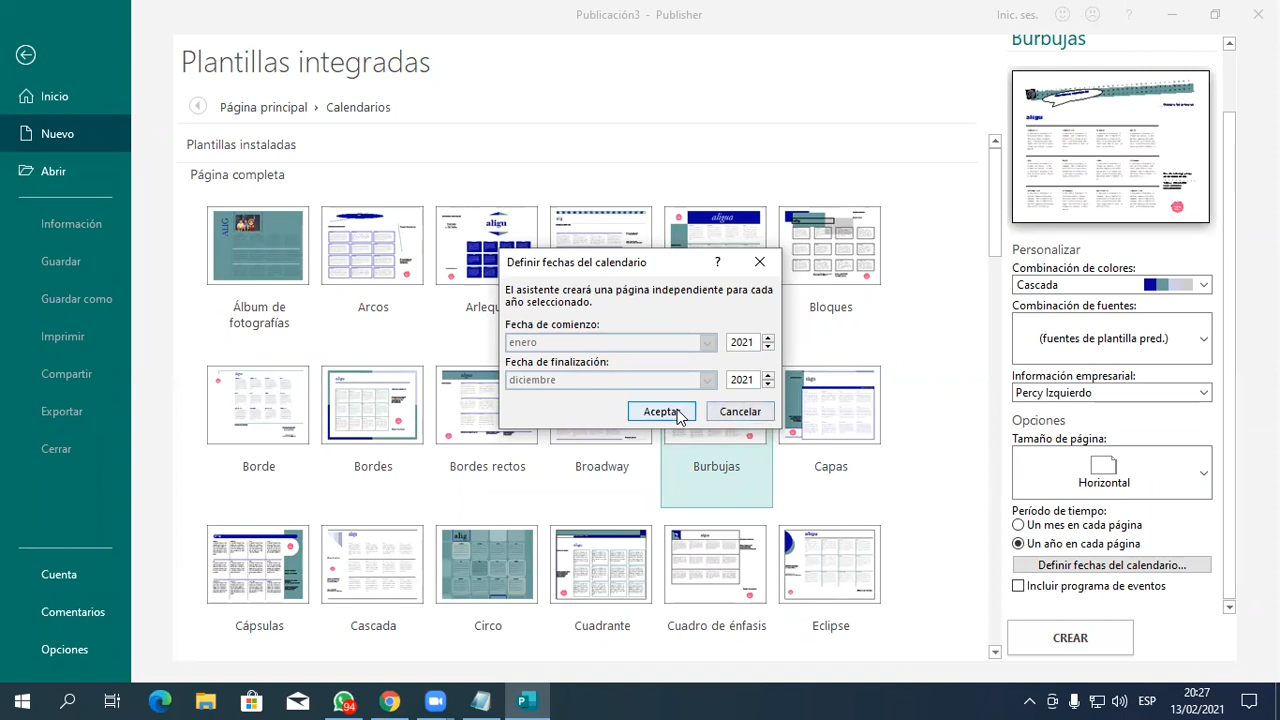 Publicación3 - Publisher
Inic. ses.
?
Inicio
Nuevo
Abrir
Información
Guardar
Guardar como
Imprimir
Compartir
Exportar
Cerrar
Cuenta
Comentarios
Opciones
Plantillas integradas
Página principal › Calendarios
Plantillas instaladas
Página completa
Álbum de
fotografías
Arcos
Arlequ
Bloques
Borde
Bordes
Bordes rectos
Broadway
Burbujas
Capas
Cápsulas
Cascada
Circo
Cuadrante
Cuadro de énfasis
Eclipse
Definir fechas del calendario
?
El asistente creará una página independiente para cada
año seleccionado.
Fecha de comienzo:
enero
2021
Fecha de finalización:
diciembre
2021
Aceptar
Cancelar
Burbujas
Personalizar
Combinación de colores:
Cascada
Combinación de fuentes:
(fuentes de plantilla pred.)
Información empresarial:
Percy Izquierdo
Opciones
Tamaño de página:
Horizontal
Período de tiempo:
Un mes en cada página
Un año en cada página
Definir fechas del calendario...
Incluir programa de eventos
CREAR
94
ESP
20:27
13/02/2021